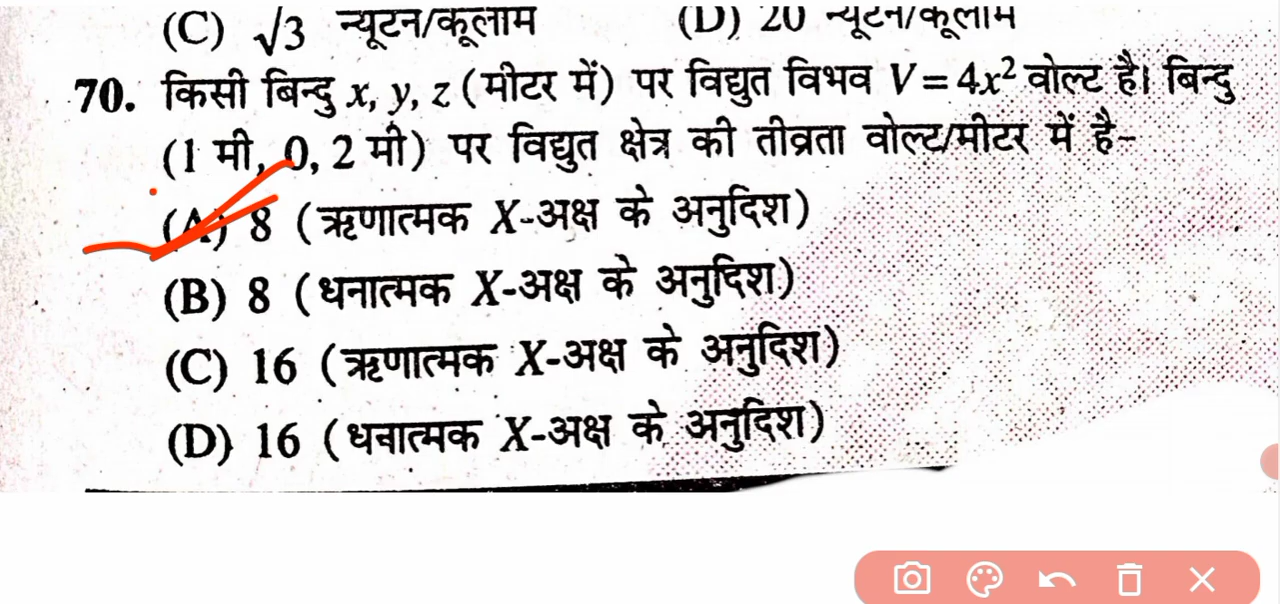 (C) √3 न्यूटन/कूलाम (D) 20 न्यूटन/कूलाम
70. किसी बिन्दु x, y, z (मीटर में) पर विद्युत विभव V = 4x² वोल्ट है। बिन्दु
(1 मी, 0, 2 मी) पर विद्युत क्षेत्र की तीव्रता वोल्ट/मीटर में है–
(A) 8 (ऋणात्मक X-अक्ष के अनुदिश)
(B) 8 (धनात्मक X-अक्ष के अनुदिश)
(C) 16 (ऋणात्मक X-अक्ष के अनुदिश)
(D) 16 (धनात्मक X-अक्ष के अनुदिश)